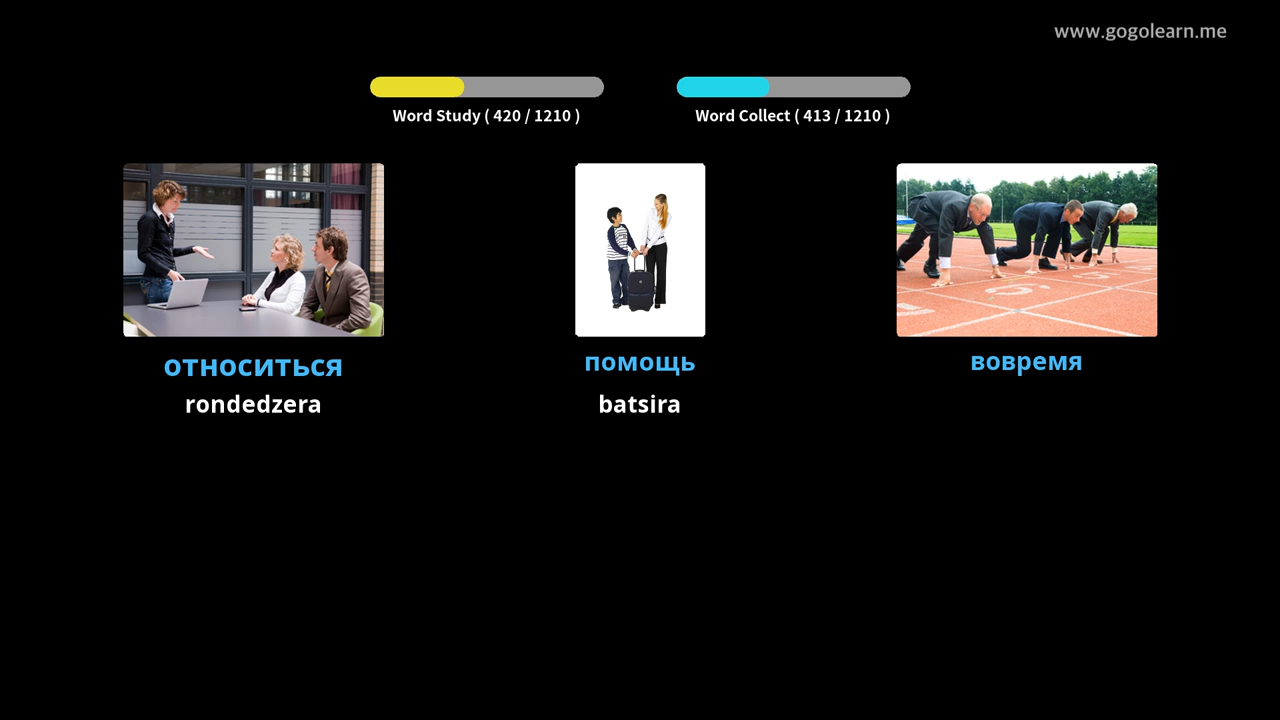 www.gogolearn.me
Word Study ( 420 / 1210 )
Word Collect ( 413 / 1210 )
относиться
rondedzera
помощь
batsira
вовремя